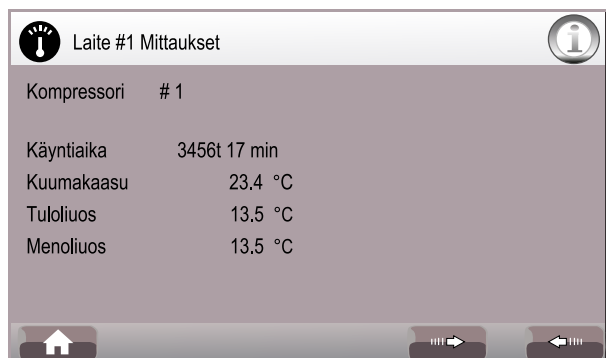 Laite #1 Mittaukset
Kompressori # 1
Käyntiaika 3456t 17 min
Kuumakaasu 23.4 °C
Tuloliuos 13.5 °C
Menoliuos 13.5 °C